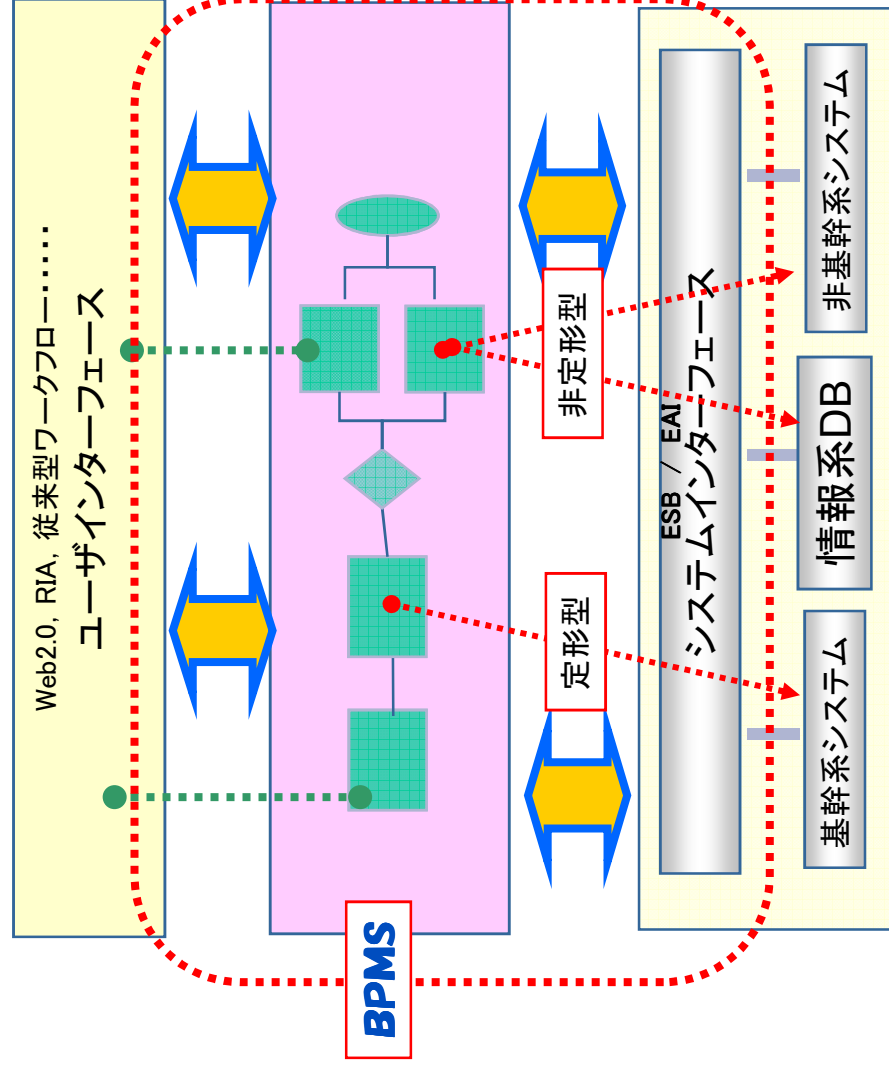 Web2.0, RIA, 従来型ワークフロー・・・・・
ユーザインターフェース
BPMS
定形型
非定形型
ESB / EAI
システムインターフェース
基幹系システム
情報系DB
非基幹系システム